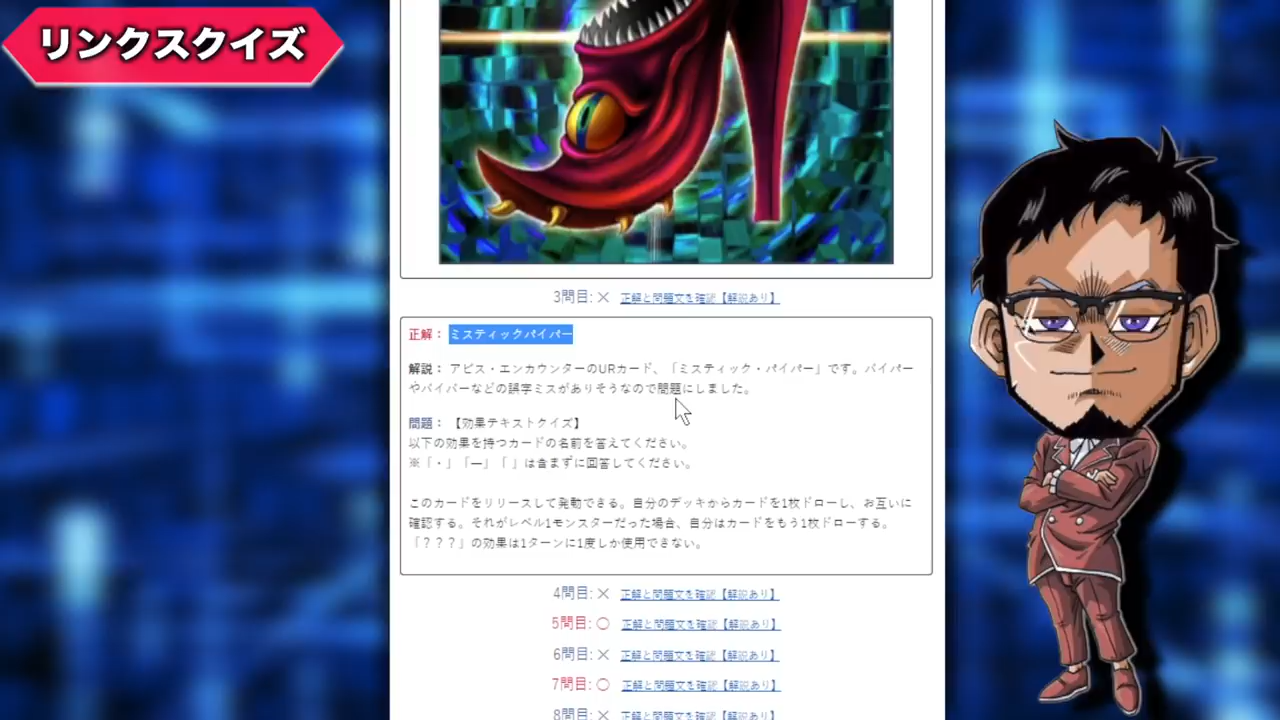 リンクスクイズ
3問目: × 正解と問題文を確認【解説あり】
正解： ミスティックパイパー
解説： アビス・エンカウンターのURカード、「ミスティック・パイパー」です。バイパー
やバイバーなどの誤字ミスがありそうなので問題にしました。
問題： 【効果テキストクイズ】
以下の効果を持つカードの名前を答えてください。
※「・」「ー」「 」は含まずに回答してください。
このカードをリリースして発動できる。自分のデッキからカードを1枚ドローし、お互いに
確認する。それがレベル1モンスターだった場合、自分はカードをもう1枚ドローする。
「？？？」の効果は1ターンに1度しか使用できない。
4問目: × 正解と問題文を確認【解説あり】
5問目: ○ 正解と問題文を確認【解説あり】
6問目: × 正解と問題文を確認【解説あり】
7問目: ○ 正解と問題文を確認【解説あり】
8問目: × 正解と問題文を確認【解説あり】